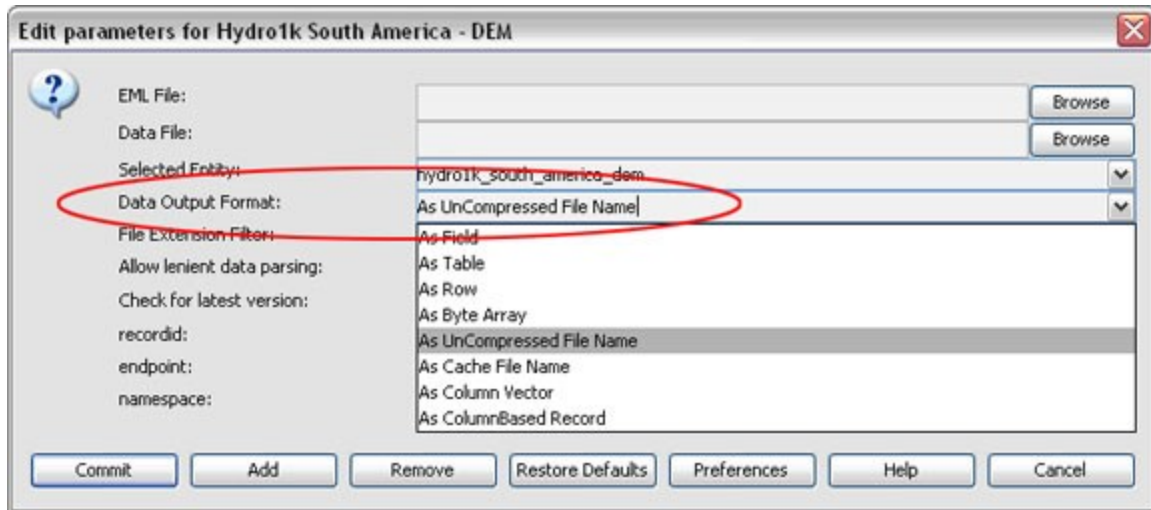 Edit parameters for Hydro1k South America - DEM
EML File: Browse
Data File: Browse
Selected Entity: hydro1k_south_america_dem
Data Output Format: As UnCompressed File Name
File Extension Filter: As Field
Allow lenient data parsing: As Table
As Row
Check for latest version:
As Byte Array
recordid: As UnCompressed File Name
endpoint: As Cache File Name
namespace: As Column Vector
As ColumnBased Record
Commit Add Remove Restore Defaults Preferences Help Cancel